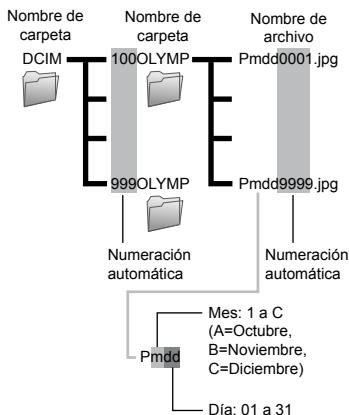 Nombre de
carpeta
Nombre de
carpeta
Nombre de
archivo
DCIM
100OLYMP
Pmdd0001.jpg
999OLYMP
Pmdd9999.jpg
Numeración
automática
Numeración
automática
Mes: 1 a C
(A=Octubre,
B=Noviembre,
C=Diciembre)
Pmdd
Día: 01 a 31